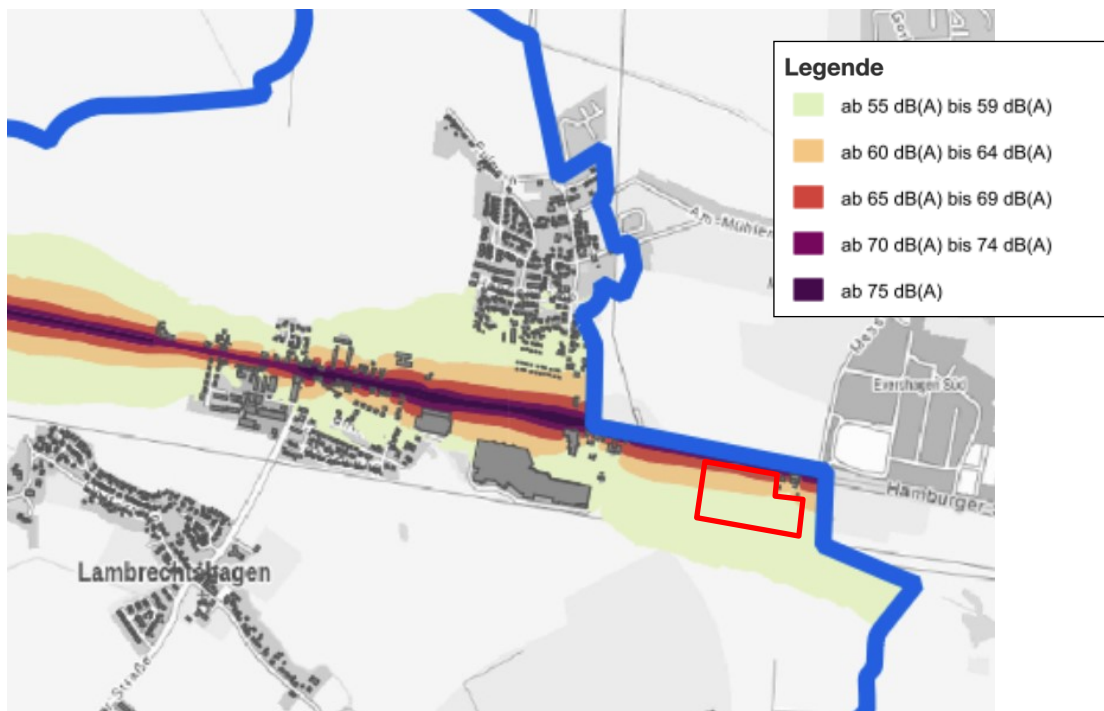 Legende
ab 55 dB(A) bis 59 dB(A)
ab 60 dB(A) bis 64 dB(A)
ab 65 dB(A) bis 69 dB(A)
ab 70 dB(A) bis 74 dB(A)
ab 75 dB(A)
Evershagen Süd
Hamburger-
Lambrechtshagen
r-Straße